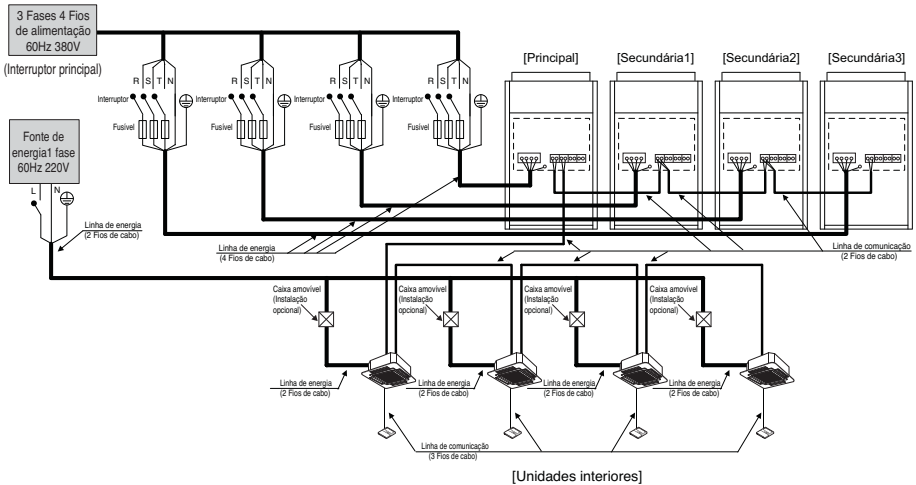 3 Fases 4 Fios
de alimentação
60Hz 380V
(Interruptor principal)
R S T N
R S T N
R S T N
R S T N
Interruptor
Interruptor
Interruptor
Interruptor
Fusivel
Fusivel
Fusivel
Fusivel
[Principal]
[Secundária1]
[Secundária2]
[Secundária3]
Fonte de
energia1 fase
60Hz 220V
L N
Linha de energia
(2 Fios de cabo)
Linha de energia
(4 Fios de cabo)
Linha de comunicação
(2 Fios de cabo)
Caixa amovível
(Instalação
opcional)
Caixa amovível
(Instalação
opcional)
Caixa amovível
(Instalação
opcional)
Caixa amovível
(Instalação
opcional)
Linha de energia
(2 Fios de cabo)
Linha de energia
(2 Fios de cabo)
Linha de energia
(2 Fios de cabo)
Linha de energia
(2 Fios de cabo)
Linha de comunicação
(3 Fios de cabo)
[Unidades interiores]